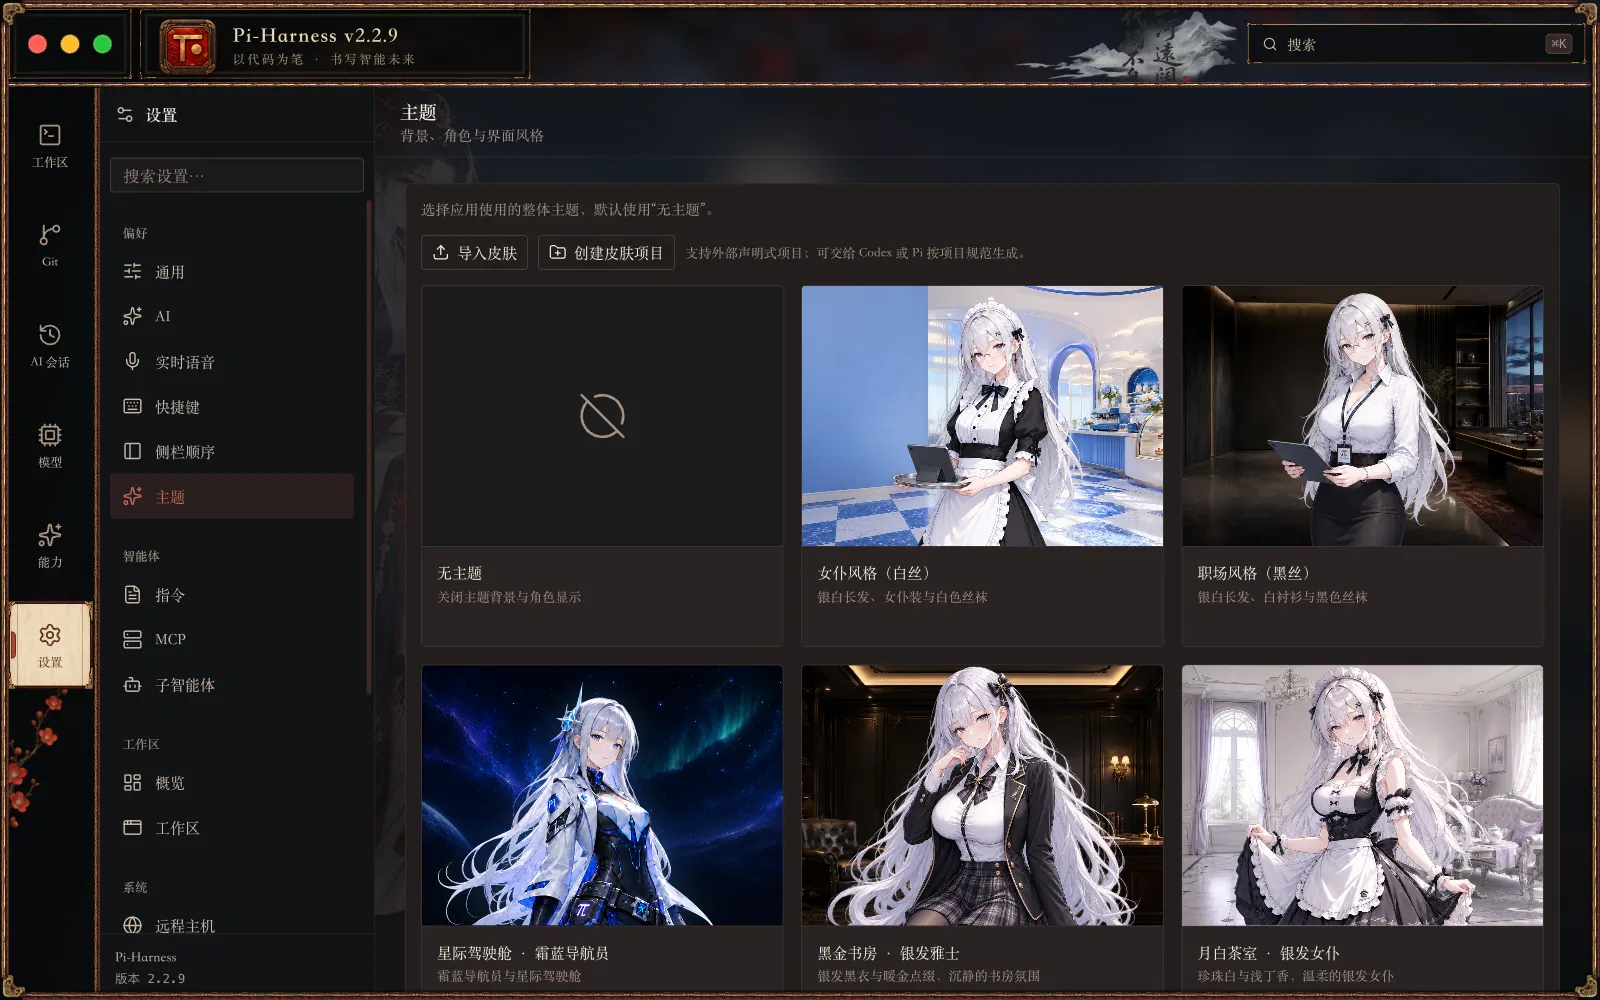 Pi-Harness v2.2.9
以代码为笔 · 书写智能未来
搜索
⌘K
工作区
Git
AI 会话
模型
能力
设置
设置
搜索设置…
偏好
通用
AI
实时语音
快捷键
侧栏顺序
主题
智能体
指令
MCP
子智能体
工作区
概览
工作区
系统
远程主机
Pi-Harness
版本 2.2.9
主题
背景、角色与界面风格
选择应用使用的整体主题，默认使用“无主题”。
导入皮肤
创建皮肤项目
支持外部声明式项目；可交给 Codex 或 Pi 按项目规范生成。
无主题
关闭主题背景与角色显示
女仆风格（白丝）
银白长发、女仆装与白色丝袜
职场风格（黑丝）
银白长发、白衬衫与黑色丝袜
星际驾驶舱 · 霜蓝导航员
霜蓝导航员与星际驾驶舱
黑金书房 · 银发雅士
银发黑衣与暖金点缀，沉静的书房氛围
月白茶室 · 银发女仆
珍珠白与浅丁香，温柔的银发女仆